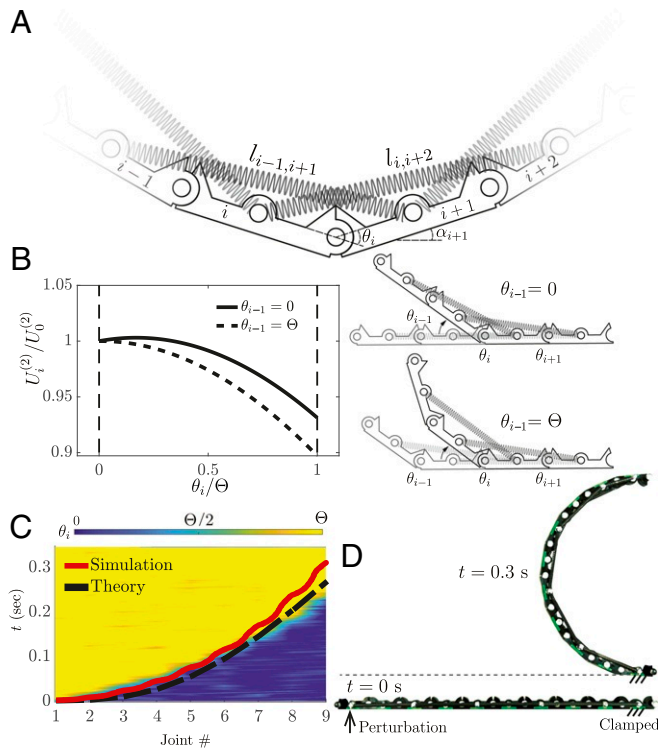 A
l_{i−1,i+1}
l_{i,i+2}
i−1
i
i+1
i+2
θ_i
α_{i+1}
B
U_i^{(2)}/U_0^{(2)}
1.05
1
0.95
0.9
θ_{i−1} = 0
θ_{i−1} = Θ
0
0.5
1
θ_i/Θ
θ_{i−1} = 0
θ_{i−1}
θ_i
θ_{i+1}
θ_{i−1} = Θ
θ_{i−1}
θ_i
θ_{i+1}
C
θ_i
0
Θ/2
Θ
t (sec)
0.3
0.2
0.1
0
Simulation
Theory
1 2 3 4 5 6 7 8 9
Joint #
D
t = 0.3 s
t = 0 s
Perturbation
Clamped